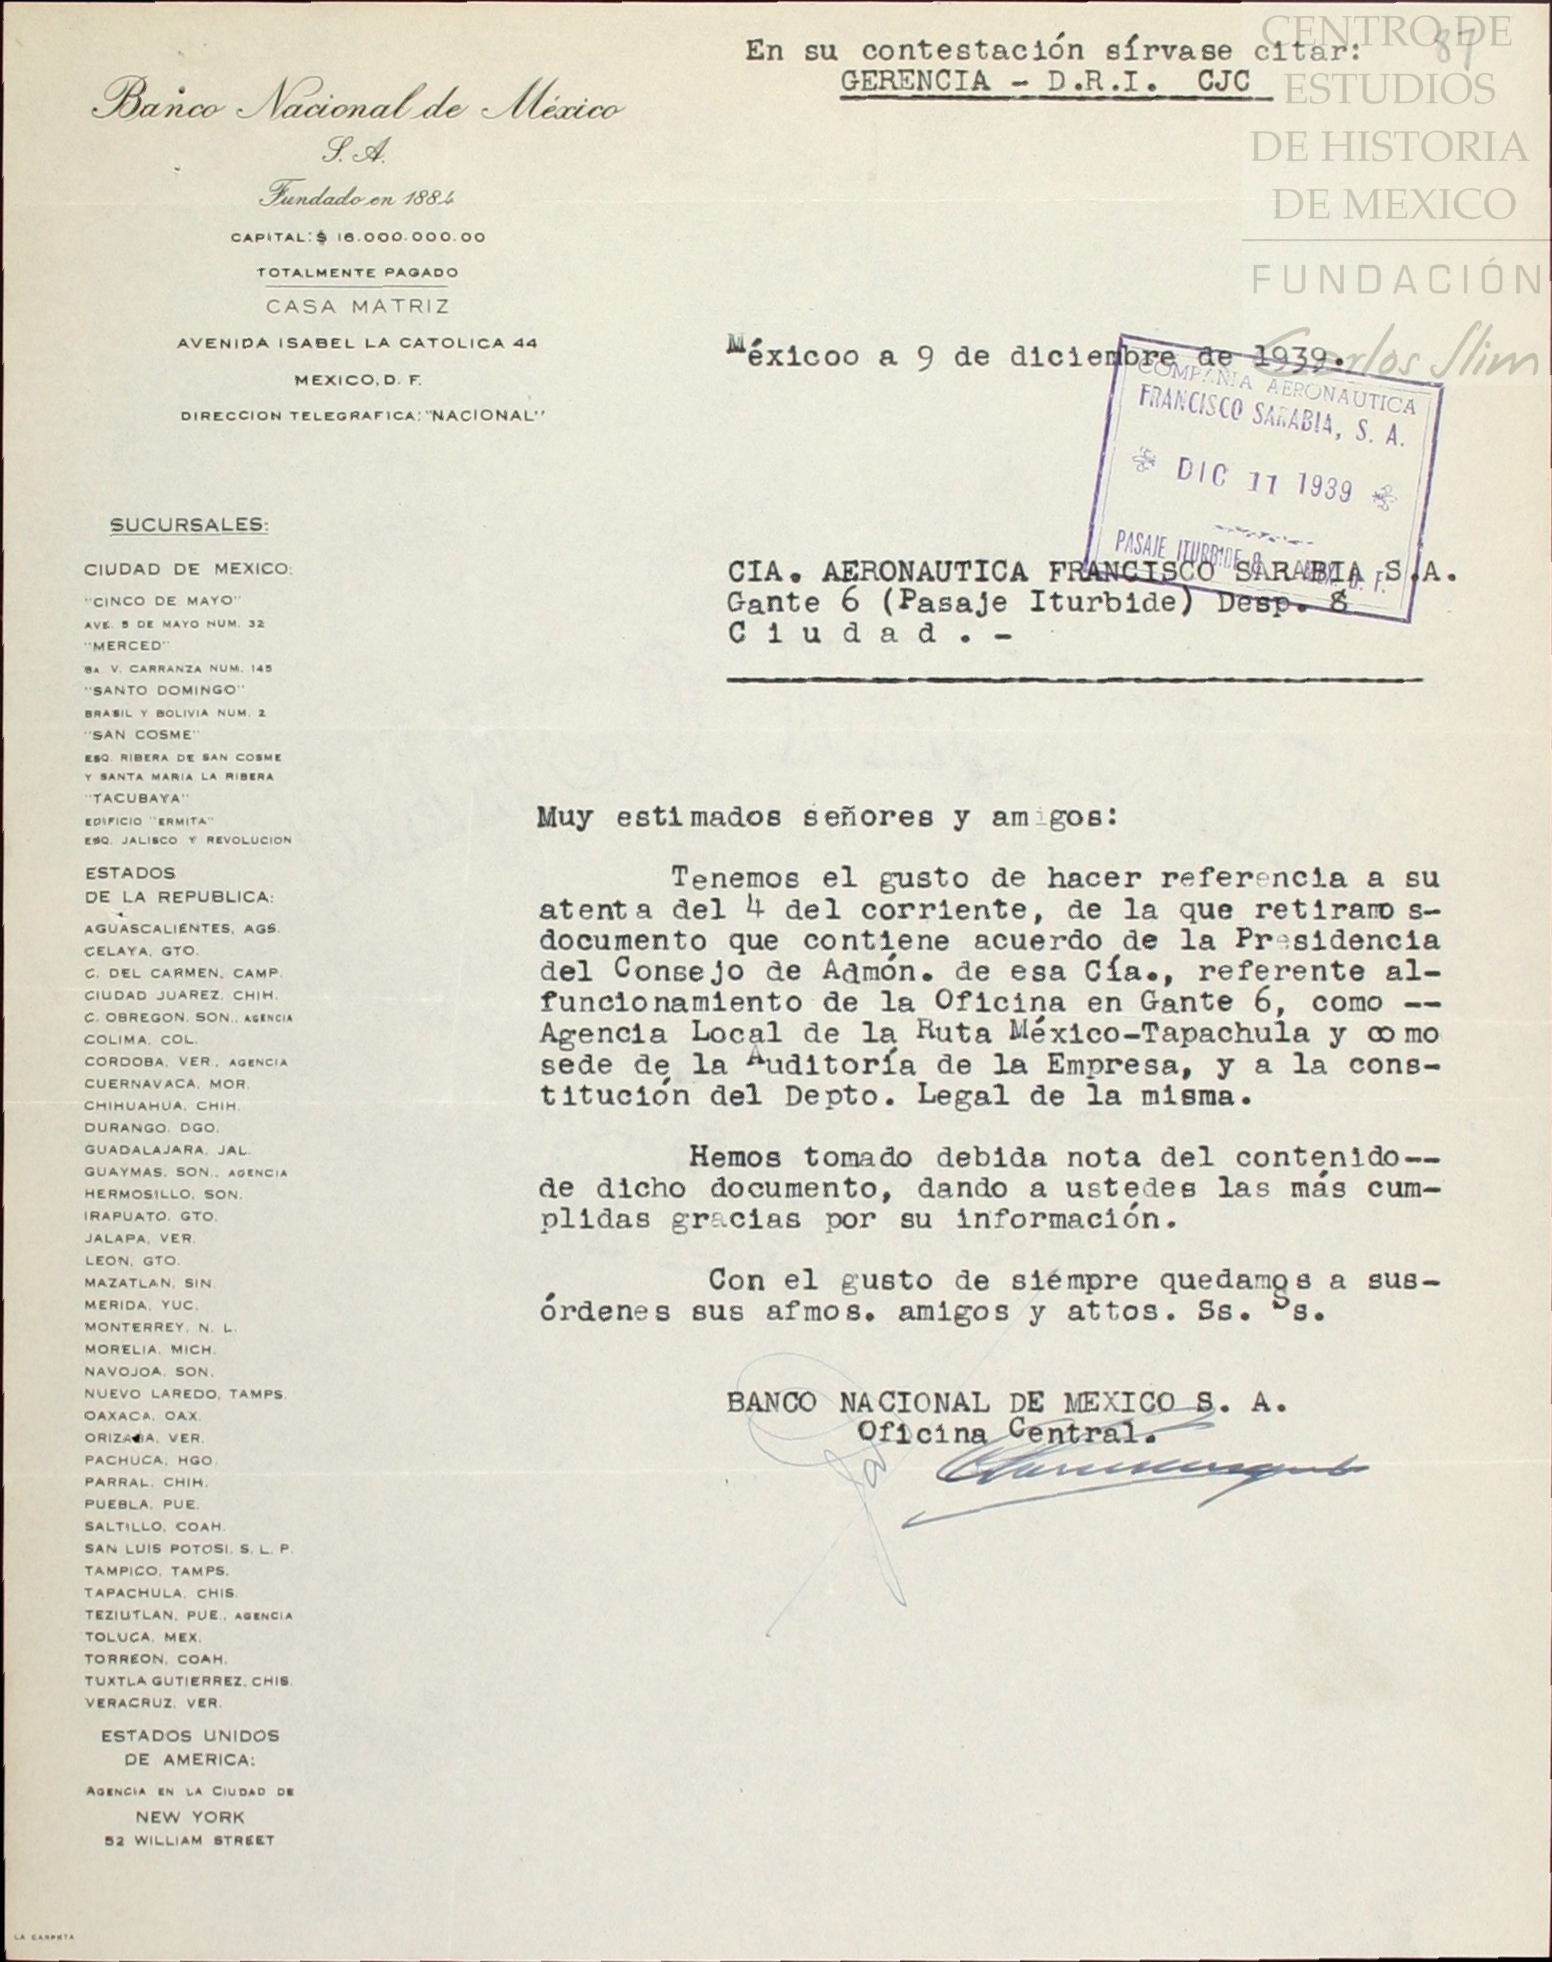 En su contestación sírvase citar:
GERENCIA - D.R.I. CJC
87
CENTRO DE
ESTUDIOS
DE HISTORIA
DE MEXICO
FUNDACIÓN
Carlos Slim
Banco Nacional de México
S. A.
Fundado en 1884
CAPITAL: $ 16.000.000.00
TOTALMENTE PAGADO
CASA MATRIZ
AVENIDA ISABEL LA CATOLICA 44
MEXICO, D. F.
DIRECCION TELEGRAFICA: "NACIONAL"
Méxicoo a 9 de diciembre de 1939.
COMPAÑIA AERONAUTICA
FRANCISCO SARABIA, S. A.
DIC 11 1939
PASAJE ITURBIDE 8 MEX. D. F.
CIA. AERONAUTICA FRANCISCO SARABIA S.A.
Gante 6 (Pasaje Iturbide) Desp. 8
C i u d a d . -
SUCURSALES:
CIUDAD DE MEXICO:
"CINCO DE MAYO"
AVE. 5 DE MAYO NUM. 32
"MERCED"
8A. V. CARRANZA NUM. 145
"SANTO DOMINGO"
BRASIL Y BOLIVIA NUM. 2
"SAN COSME"
ESQ. RIBERA DE SAN COSME
Y SANTA MARIA LA RIBERA
"TACUBAYA"
EDIFICIO "ERMITA"
ESQ. JALISCO Y REVOLUCION
ESTADOS
DE LA REPUBLICA:
AGUASCALIENTES, AGS.
CELAYA, GTO.
C. DEL CARMEN, CAMP.
CIUDAD JUAREZ, CHIH.
C. OBREGON, SON., AGENCIA
COLIMA, COL.
CORDOBA, VER., AGENCIA
CUERNAVACA, MOR.
CHIHUAHUA, CHIH.
DURANGO, DGO.
GUADALAJARA, JAL.
GUAYMAS, SON., AGENCIA
HERMOSILLO, SON.
IRAPUATO, GTO.
JALAPA, VER.
LEON, GTO.
MAZATLAN, SIN.
MERIDA, YUC.
MONTERREY, N. L.
MORELIA, MICH.
NAVOJOA, SON.
NUEVO LAREDO, TAMPS.
OAXACA, OAX.
ORIZABA, VER.
PACHUCA, HGO.
PARRAL, CHIH.
PUEBLA, PUE.
SALTILLO, COAH.
SAN LUIS POTOSI, S. L. P.
TAMPICO, TAMPS.
TAPACHULA, CHIS.
TEZIUTLAN, PUE., AGENCIA
TOLUCA, MEX.
TORREON, COAH.
TUXTLA GUTIERREZ, CHIS.
VERACRUZ, VER.
ESTADOS UNIDOS
DE AMERICA:
AGENCIA EN LA CIUDAD DE
NEW YORK
52 WILLIAM STREET
Muy estimados señores y amigos:
Tenemos el gusto de hacer referencia a su
atenta del 4 del corriente, de la que retiramos-
documento que contiene acuerdo de la Presidencia
del Consejo de Admón. de esa Cía., referente al-
funcionamiento de la Oficina en Gante 6, como --
Agencia Local de la Ruta México-Tapachula y como
sede de la Auditoría de la Empresa, y a la cons-
titución del Depto. Legal de la misma.
Hemos tomado debida nota del contenido--
de dicho documento, dando a ustedes las más cum-
plidas gracias por su información.
Con el gusto de siempre quedamos a sus-
órdenes sus afmos. amigos y attos. Ss. Ss.
BANCO NACIONAL DE MEXICO S. A.
Oficina Central.
LA CARPETA